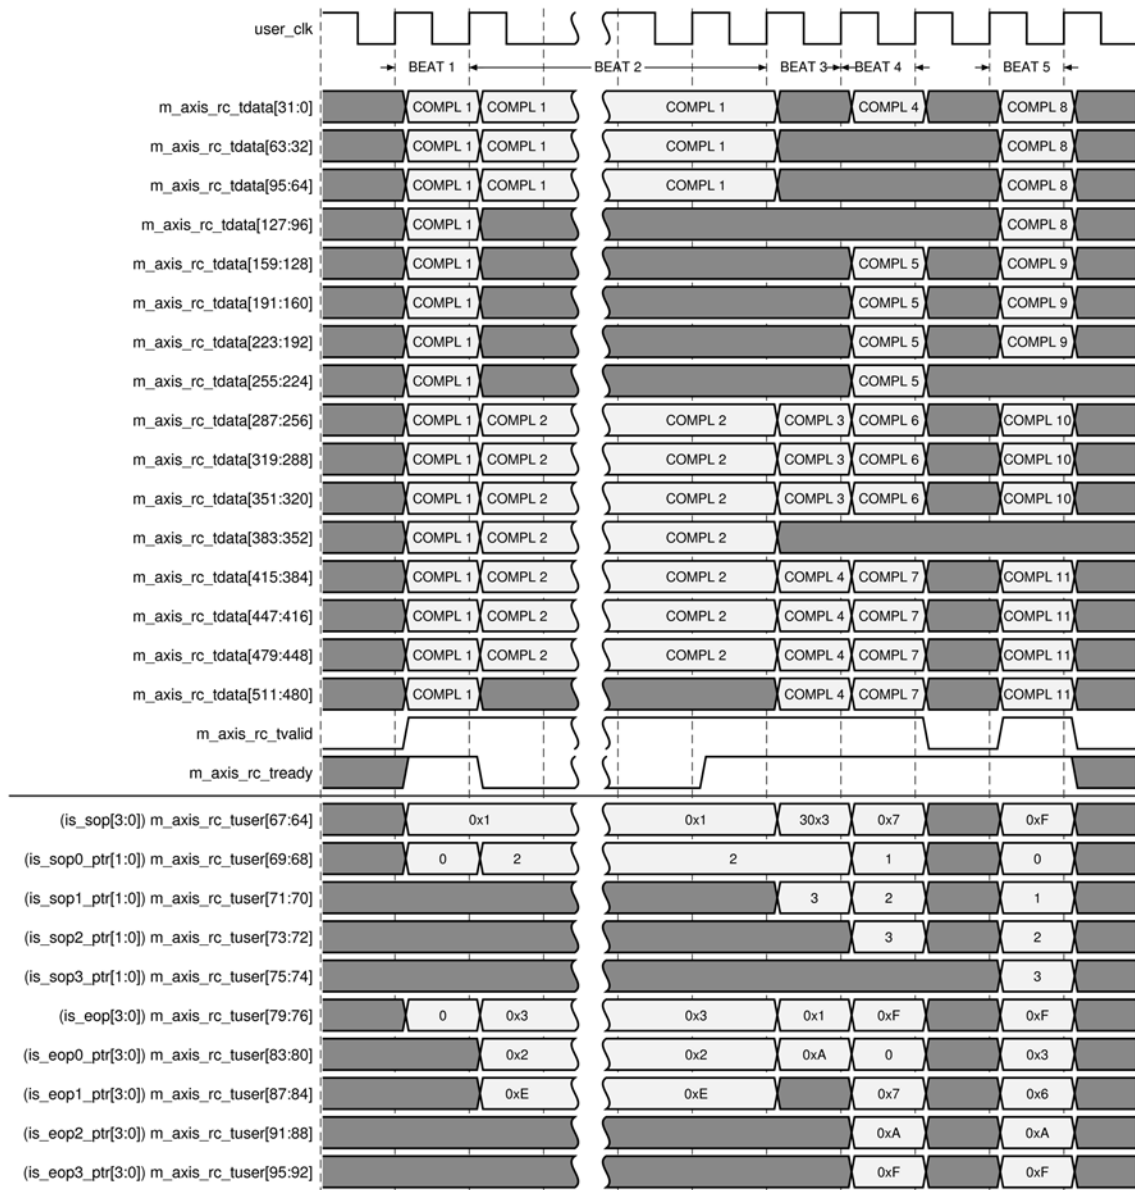 user_clk
BEAT 1 BEAT 2 BEAT 3 BEAT 4 BEAT 5
m_axis_rc_tdata[31:0] COMPL 1 COMPL 1 COMPL 1 COMPL 4 COMPL 8
m_axis_rc_tdata[63:32] COMPL 1 COMPL 1 COMPL 1 COMPL 8
m_axis_rc_tdata[95:64] COMPL 1 COMPL 1 COMPL 1 COMPL 8
m_axis_rc_tdata[127:96] COMPL 1 COMPL 8
m_axis_rc_tdata[159:128] COMPL 1 COMPL 5 COMPL 9
m_axis_rc_tdata[191:160] COMPL 1 COMPL 5 COMPL 9
m_axis_rc_tdata[223:192] COMPL 1 COMPL 5 COMPL 9
m_axis_rc_tdata[255:224] COMPL 1 COMPL 5
m_axis_rc_tdata[287:256] COMPL 1 COMPL 2 COMPL 2 COMPL 3 COMPL 6 COMPL 10
m_axis_rc_tdata[319:288] COMPL 1 COMPL 2 COMPL 2 COMPL 3 COMPL 6 COMPL 10
m_axis_rc_tdata[351:320] COMPL 1 COMPL 2 COMPL 2 COMPL 3 COMPL 6 COMPL 10
m_axis_rc_tdata[383:352] COMPL 1 COMPL 2 COMPL 2
m_axis_rc_tdata[415:384] COMPL 1 COMPL 2 COMPL 2 COMPL 4 COMPL 7 COMPL 11
m_axis_rc_tdata[447:416] COMPL 1 COMPL 2 COMPL 2 COMPL 4 COMPL 7 COMPL 11
m_axis_rc_tdata[479:448] COMPL 1 COMPL 2 COMPL 2 COMPL 4 COMPL 7 COMPL 11
m_axis_rc_tdata[511:480] COMPL 1 COMPL 4 COMPL 7 COMPL 11
m_axis_rc_tvalid
m_axis_rc_tready
(is_sop[3:0]) m_axis_rc_tuser[67:64] 0x1 0x1 30x3 0x7 0xF
(is_sop0_ptr[1:0]) m_axis_rc_tuser[69:68] 0 2 2 1 0
(is_sop1_ptr[1:0]) m_axis_rc_tuser[71:70] 3 2 1
(is_sop2_ptr[1:0]) m_axis_rc_tuser[73:72] 3 2
(is_sop3_ptr[1:0]) m_axis_rc_tuser[75:74] 3
(is_eop[3:0]) m_axis_rc_tuser[79:76] 0 0x3 0x3 0x1 0xF 0xF
(is_eop0_ptr[3:0]) m_axis_rc_tuser[83:80] 0x2 0x2 0xA 0 0x3
(is_eop1_ptr[3:0]) m_axis_rc_tuser[87:84] 0xE 0xE 0x7 0x6
(is_eop2_ptr[3:0]) m_axis_rc_tuser[91:88] 0xA 0xA
(is_eop3_ptr[3:0]) m_axis_rc_tuser[95:92] 0xF 0xF